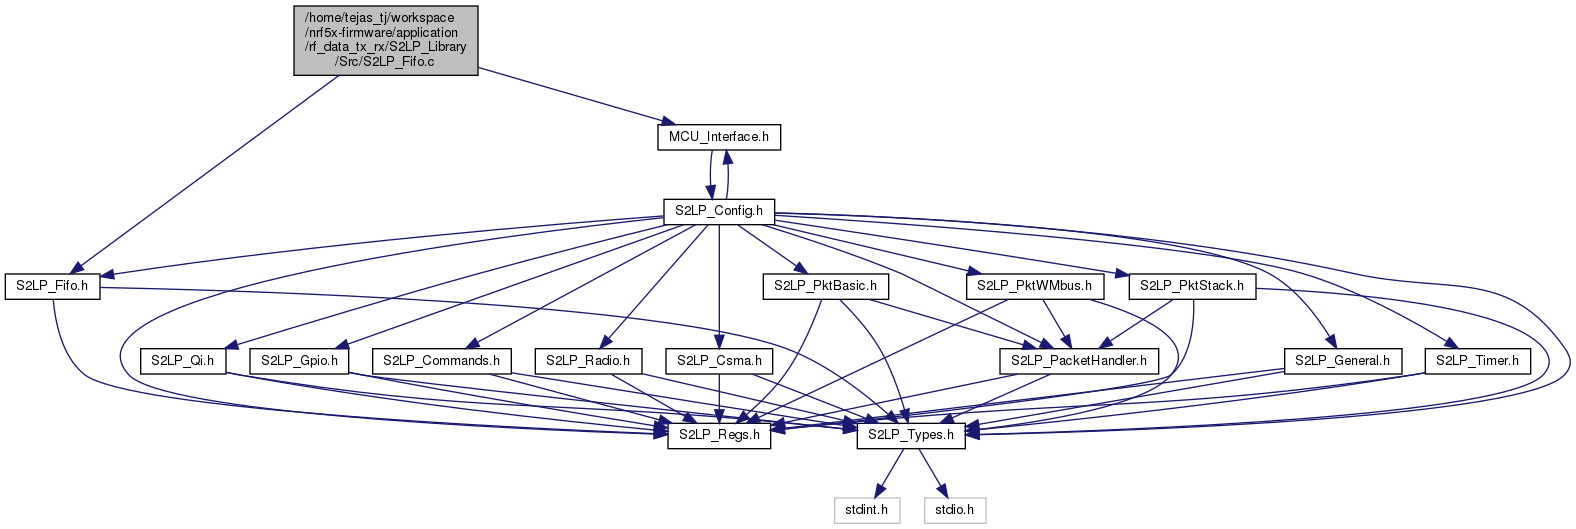 /home/tejas_tj/workspace
/nrf5x-firmware/application
/rf_data_tx_rx/S2LP_Library
/Src/S2LP_Fifo.c
MCU_Interface.h
S2LP_Config.h
S2LP_Fifo.h
S2LP_PktBasic.h
S2LP_PktWMbus.h
S2LP_PktStack.h
S2LP_Qi.h
S2LP_Gpio.h
S2LP_Commands.h
S2LP_Radio.h
S2LP_Csma.h
S2LP_PacketHandler.h
S2LP_General.h
S2LP_Timer.h
S2LP_Regs.h
S2LP_Types.h
stdint.h
stdio.h